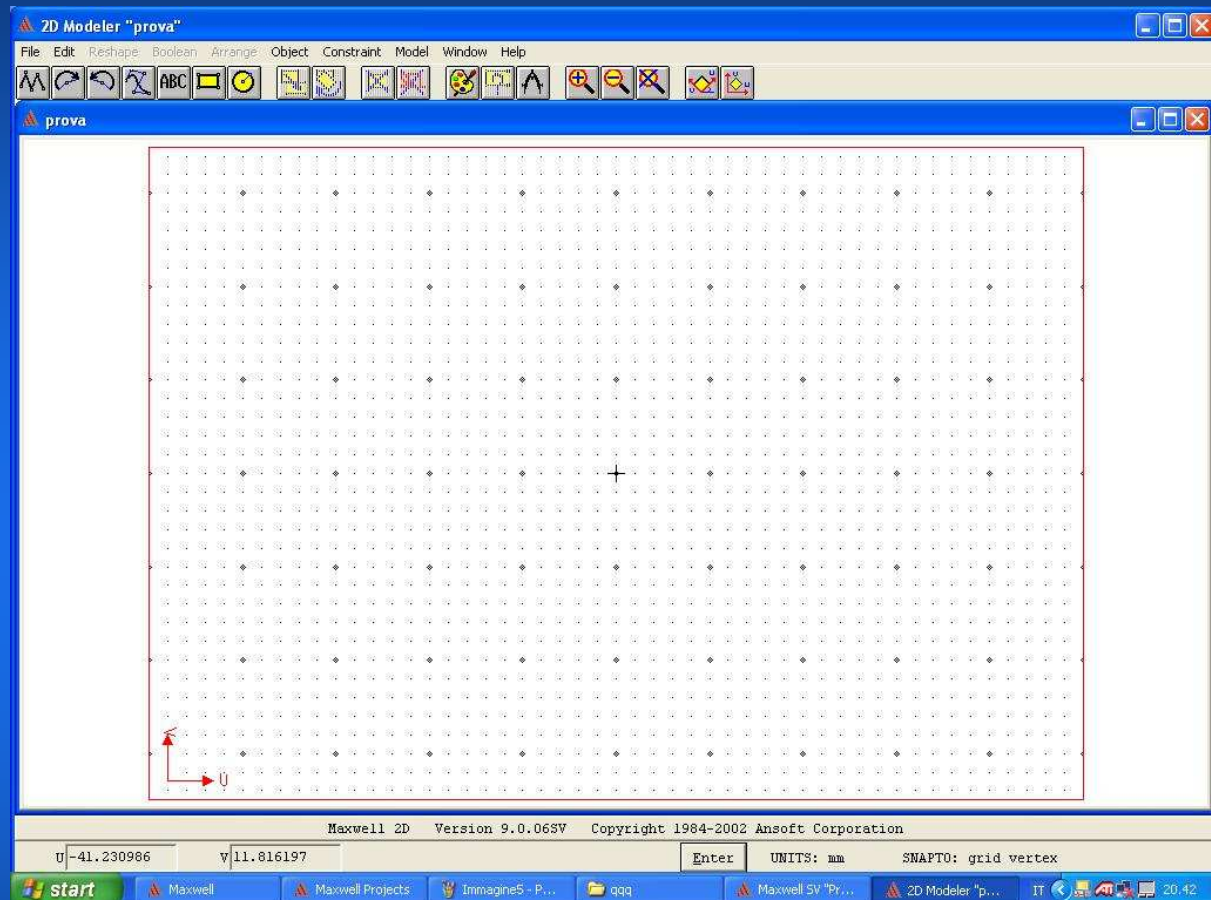 2D Modeler "prova"
File Edit Reshape Boolean Arrange Object Constraint Model Window Help
ABC
prova
V
U
Maxwell 2D Version 9.0.06SV Copyright 1984-2002 Ansoft Corporation
U -41.230986 V 11.816197 Enter UNITS: mm SNAPTO: grid vertex
start Maxwell Maxwell Projects Immagine5 - P... qqq Maxwell SV "Pr... 2D Modeler "p... IT ATI 20.42